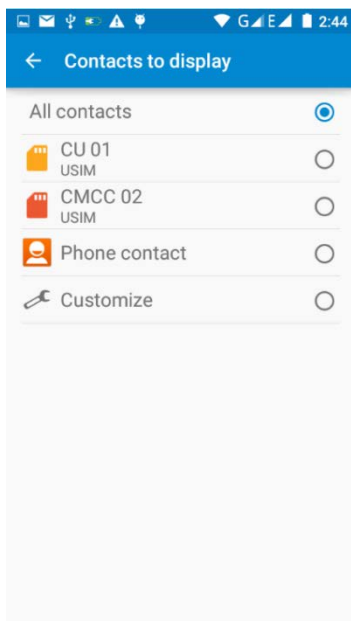 G E 2:44
Contacts to display
All contacts
CU 01
USIM
CMCC 02
USIM
Phone contact
Customize